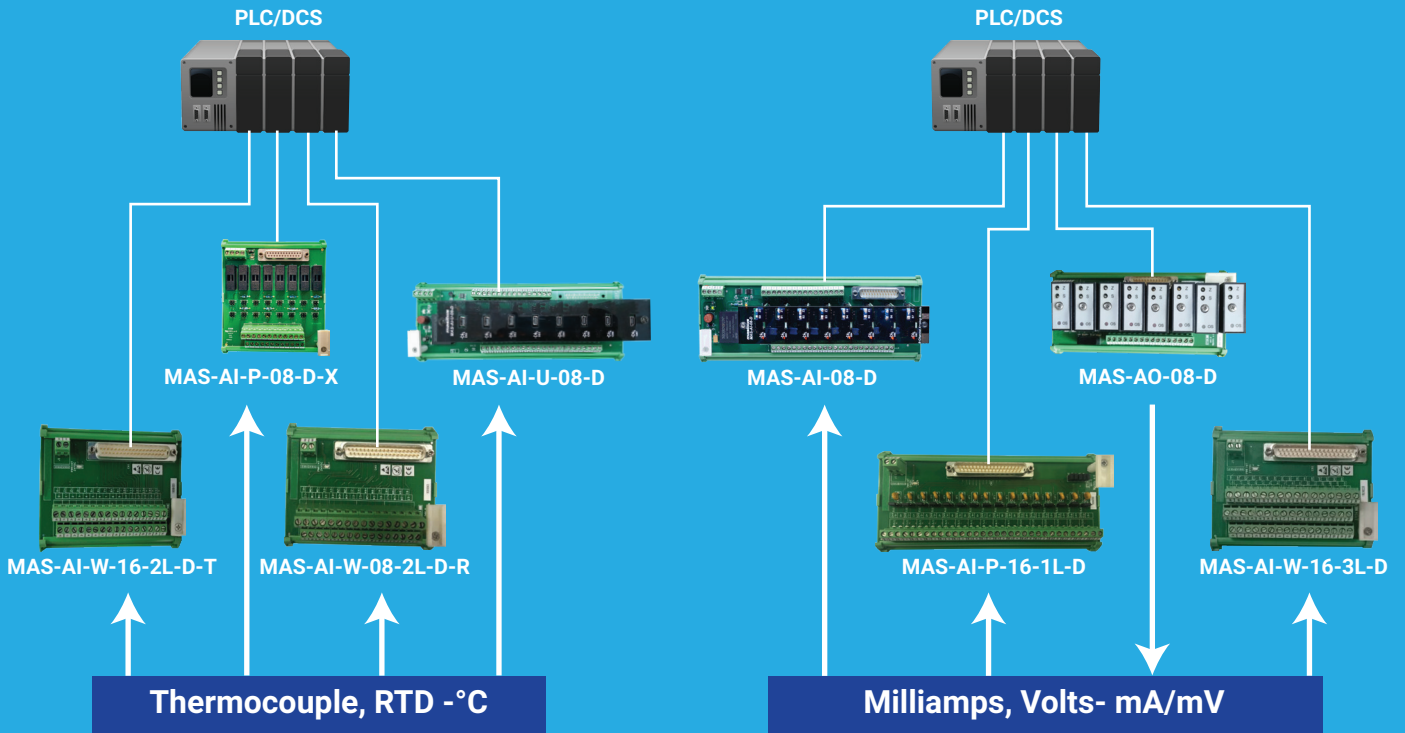 PLC/DCS
PLC/DCS
MAS-AI-P-08-D-X
MAS-AI-U-08-D
MAS-AI-08-D
MAS-AO-08-D
MAS-AI-W-16-2L-D-T
MAS-AI-W-08-2L-D-R
MAS-AI-P-16-1L-D
MAS-AI-W-16-3L-D
Thermocouple, RTD -°C
Milliamps, Volts- mA/mV